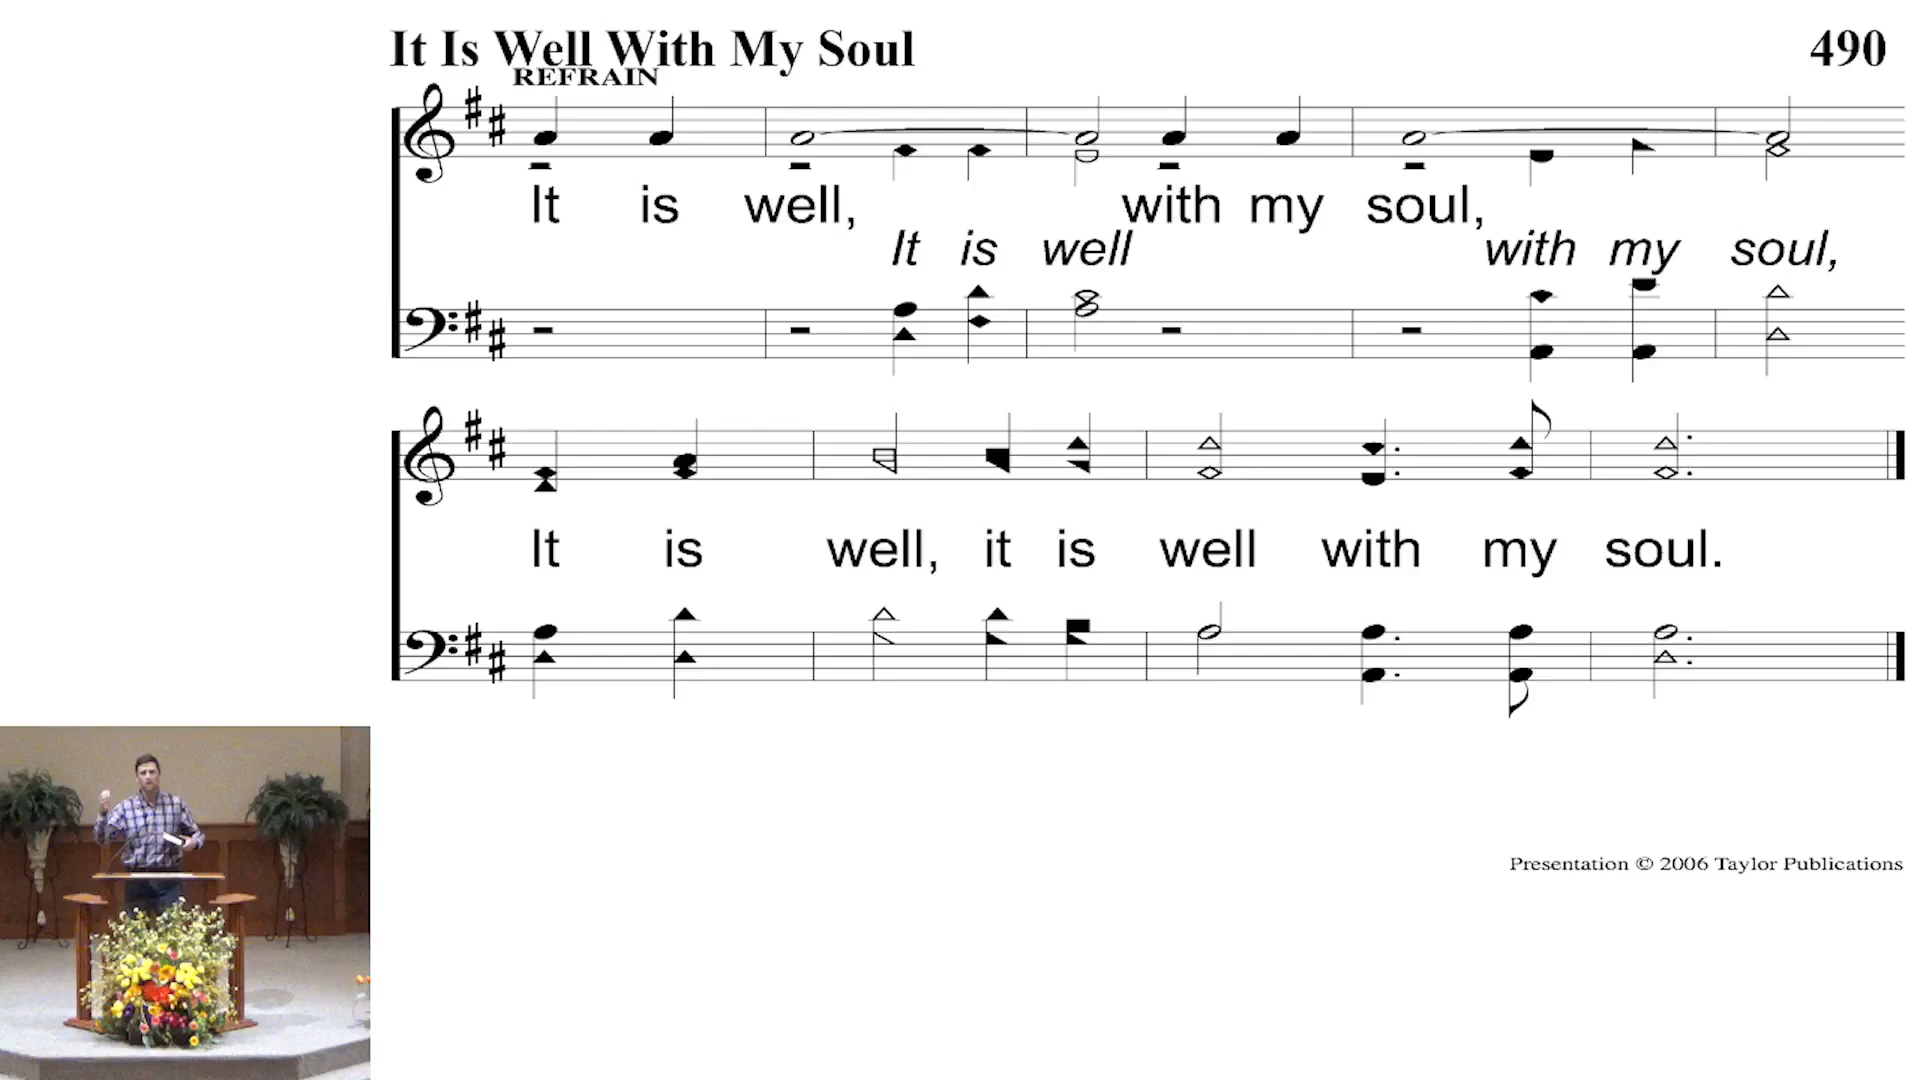 It Is Well With My Soul 490
REFRAIN
It is well, with my soul,
It is well with my soul,
It is well, it is well with my soul.
Presentation © 2006 Taylor Publications